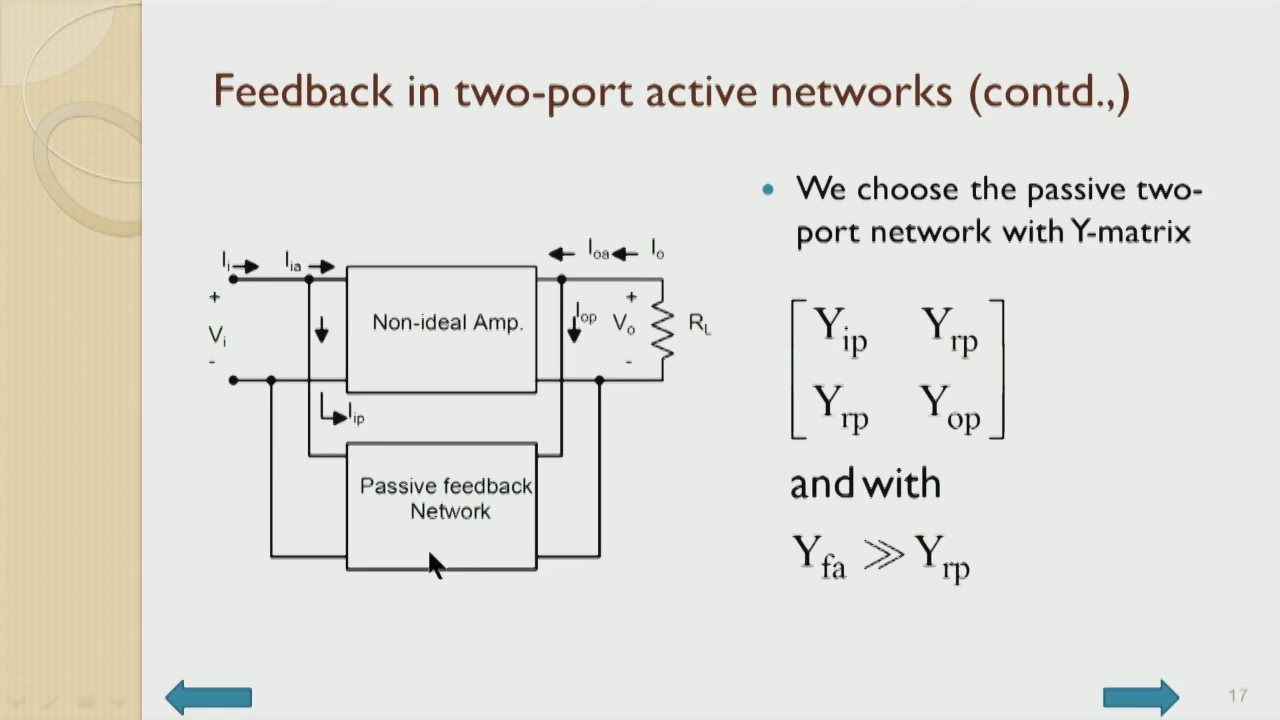 Feedback in two-port active networks (contd.,)
• We choose the passive two-
port network with Y-matrix
Yip Yrp
Yrp Yop
and with
Yfa ≫ Yrp
Ii Iia Ioa Io
+ Vi -
Non-ideal Amp.
Iop + Vo - RL
Iip
Passive feedback
Network
17